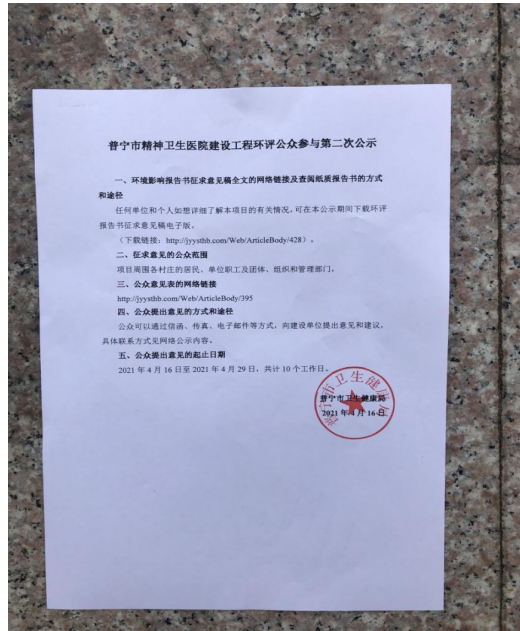 普宁市精神卫生医院建设工程环评公众参与第二次公示
一、环境影响报告书征求意见稿全文的网络链接及查阅纸质报告书的方式
和途径
任何单位和个人如想详细了解本项目的有关情况,可在本公示期间下载环评
报告书征求意见稿电子版。
(下载链接:http://jyysthb.com/Web/ArticleBody/428)。
二、征求意见的公众范围
项目周围各村庄的居民、单位职工及团体、组织和管理部门。
三、公众意见表的网络链接
http://jyysthb.com/Web/ArticleBody/395
四、公众提出意见的方式和途径
公众可以通过信函、传真、电子邮件等方式,向建设单位提出意见和建议,
具体联系方式见网络公示内容。
五、公众提出意见的起止日期
2021 年 4 月 16 日至 2021 年 4 月 29 日,共计 10 个工作日。
普宁市卫生健康局
普宁市卫生健康局
2021 年 4 月 16 日